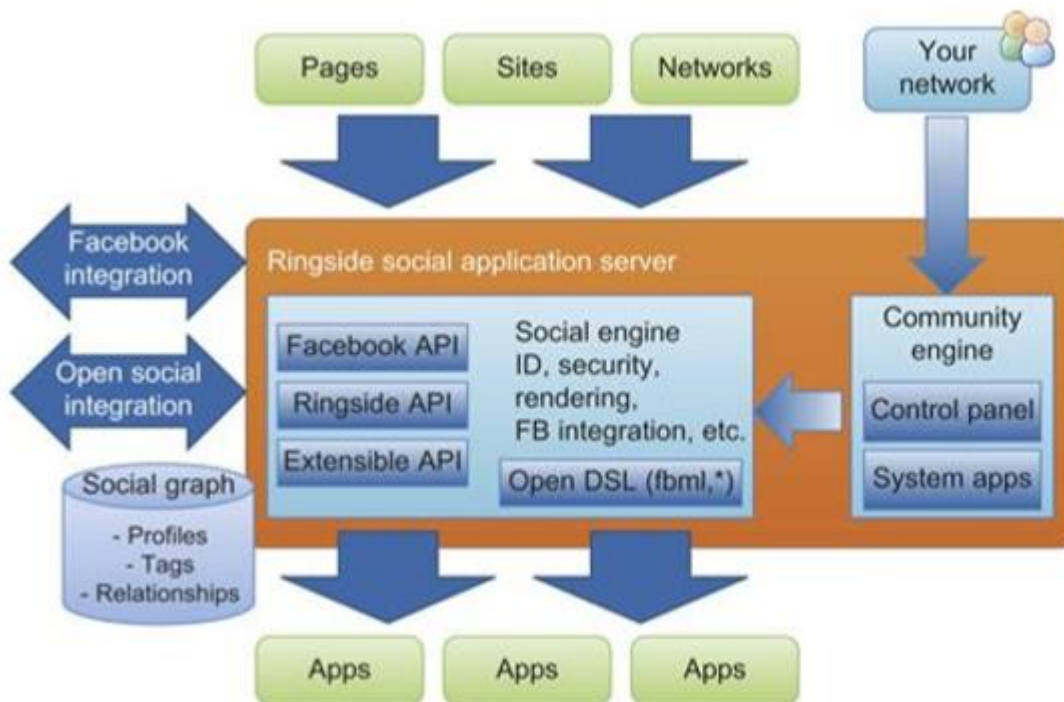 Pages
Sites
Networks
Your
network
Facebook
integration
Open social
integration
Ringside social application server
Facebook API
Ringside API
Extensible API
Social engine
ID, security,
rendering,
FB integration, etc.
Open DSL (fbml,*)
Community
engine
Control panel
System apps
Social graph
- Profiles
- Tags
- Relationships
Apps
Apps
Apps